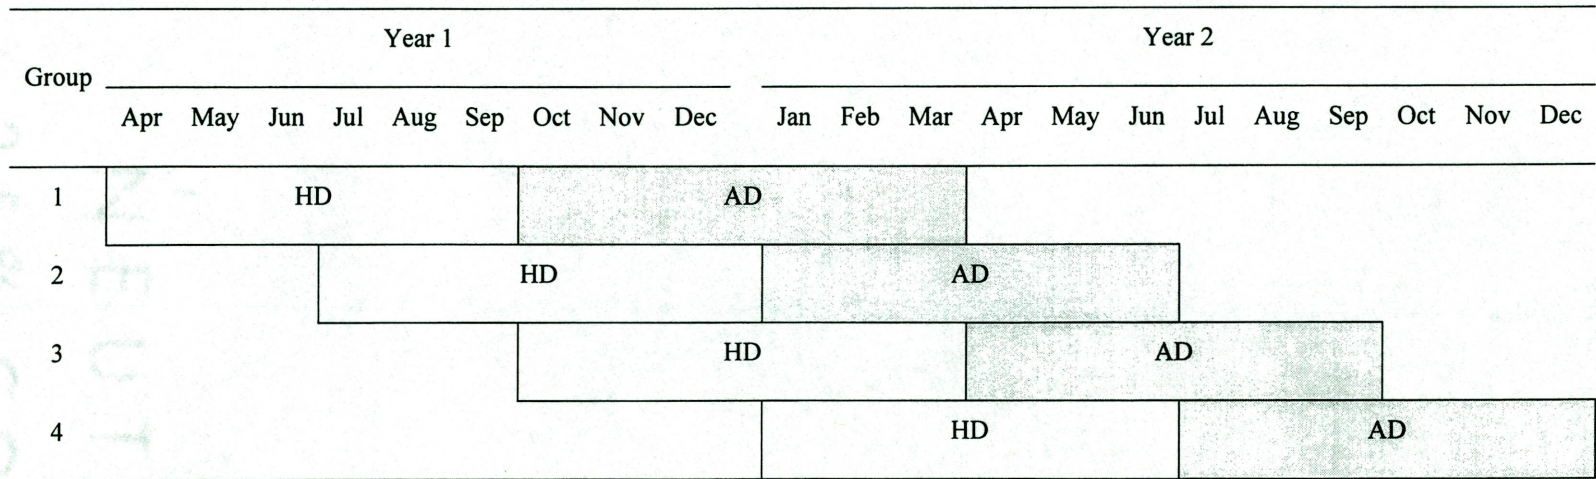 Year 1 Year 2
Group
Apr May Jun Jul Aug Sep Oct Nov Dec Jan Feb Mar Apr May Jun Jul Aug Sep Oct Nov Dec
1 HD AD
2 HD AD
3 HD AD
4 HD AD